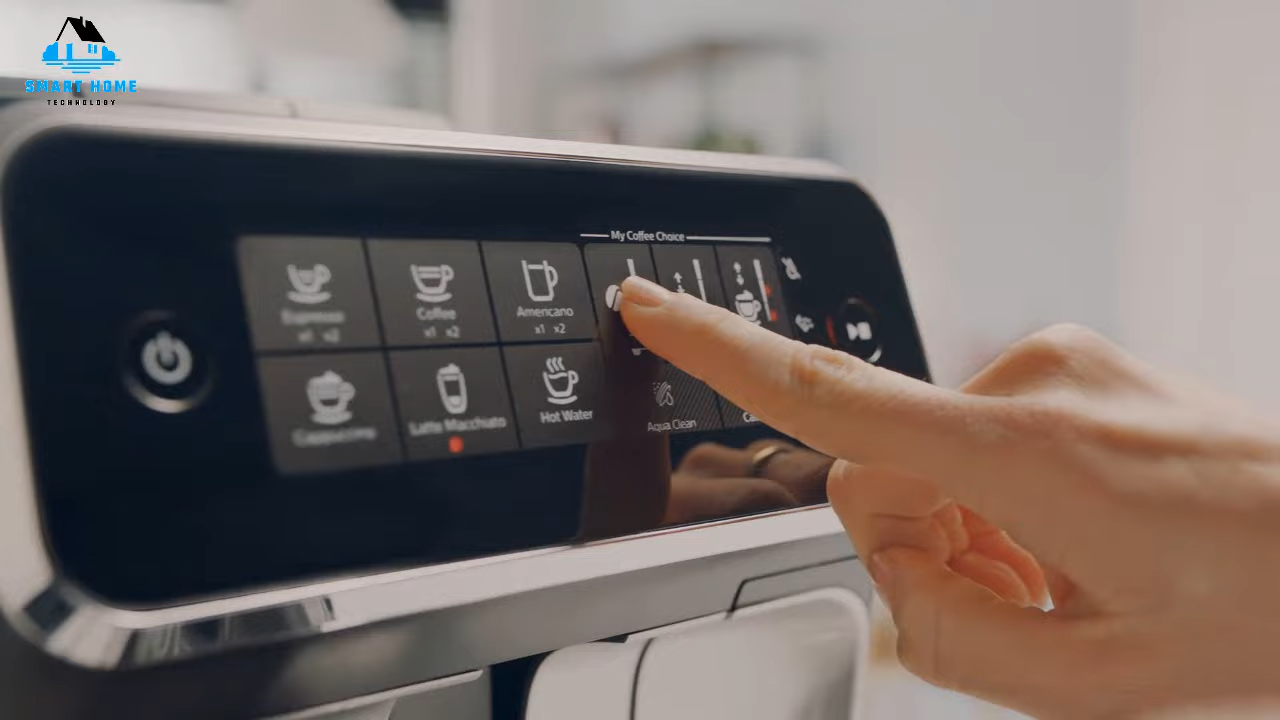 SMART HOME
TECHNOLOGY
My Coffee Choice
Espresso
x1 x2
Coffee
x1 x2
Americano
x1 x2
Cappuccino
Latte Macchiato
Hot Water
Aqua Clean